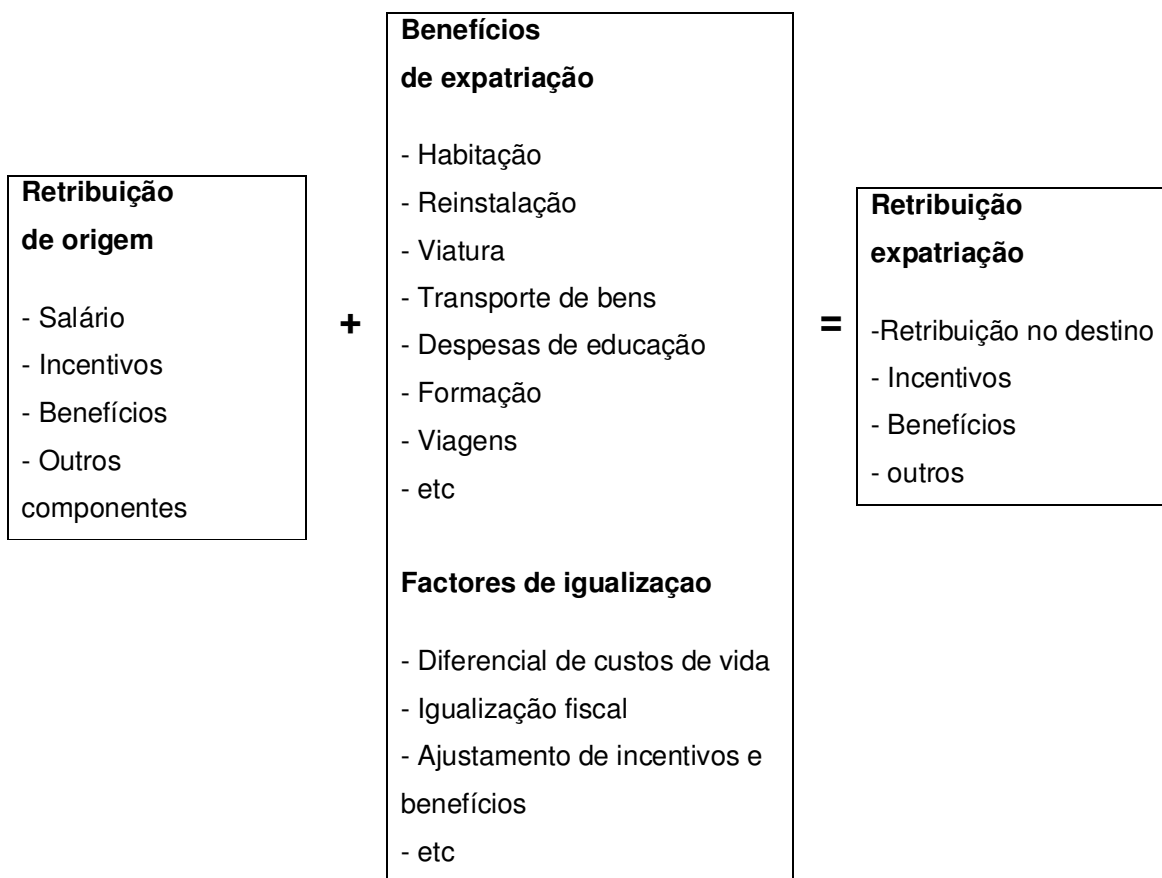 Retribuição
de origem
- Salário
- Incentivos
- Benefícios
- Outros
componentes
+
Benefícios
de expatriação
- Habitação
- Reinstalação
- Viatura
- Transporte de bens
- Despesas de educação
- Formação
- Viagens
- etc
Factores de igualizaçao
- Diferencial de custos de vida
- Igualização fiscal
- Ajustamento de incentivos e
benefícios
- etc
=
Retribuição
expatriação
-Retribuição no destino
- Incentivos
- Benefícios
- outros